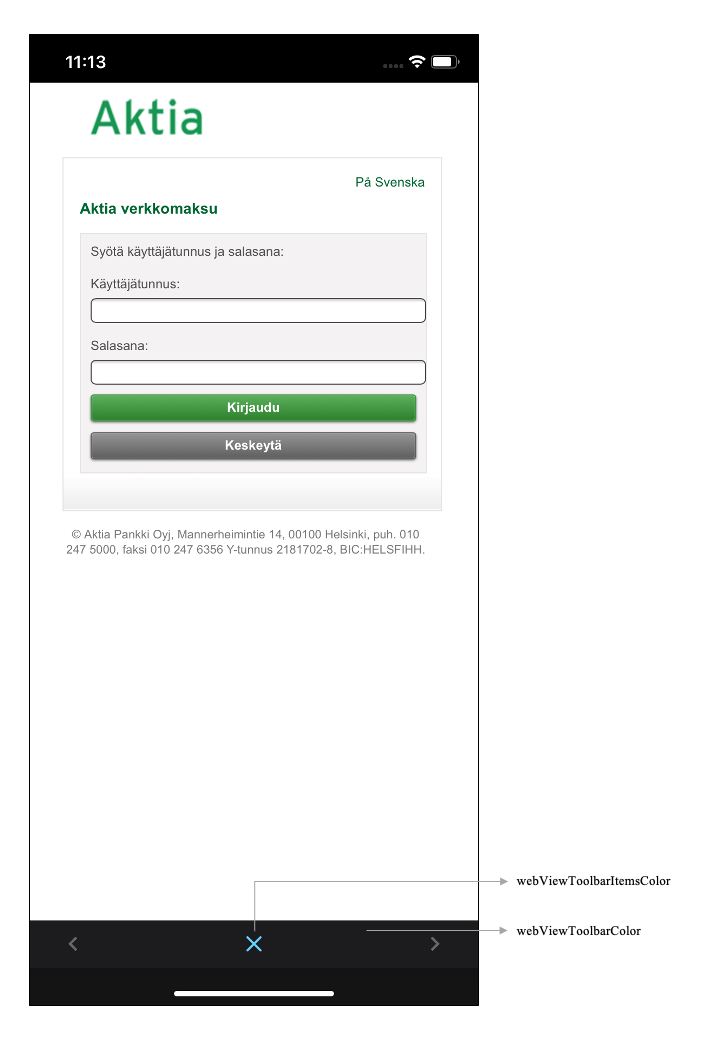 11:13
Aktia
På Svenska
Aktia verkkomaksu
Syötä käyttäjätunnus ja salasana:
Käyttäjätunnus:
Salasana:
Kirjaudu
Keskeytä
© Aktia Pankki Oyj, Mannerheimintie 14, 00100 Helsinki, puh. 010
247 5000, faksi 010 247 6356 Y-tunnus 2181702-8, BIC:HELSFIHH.
webViewToolbarItemsColor
webViewToolbarColor